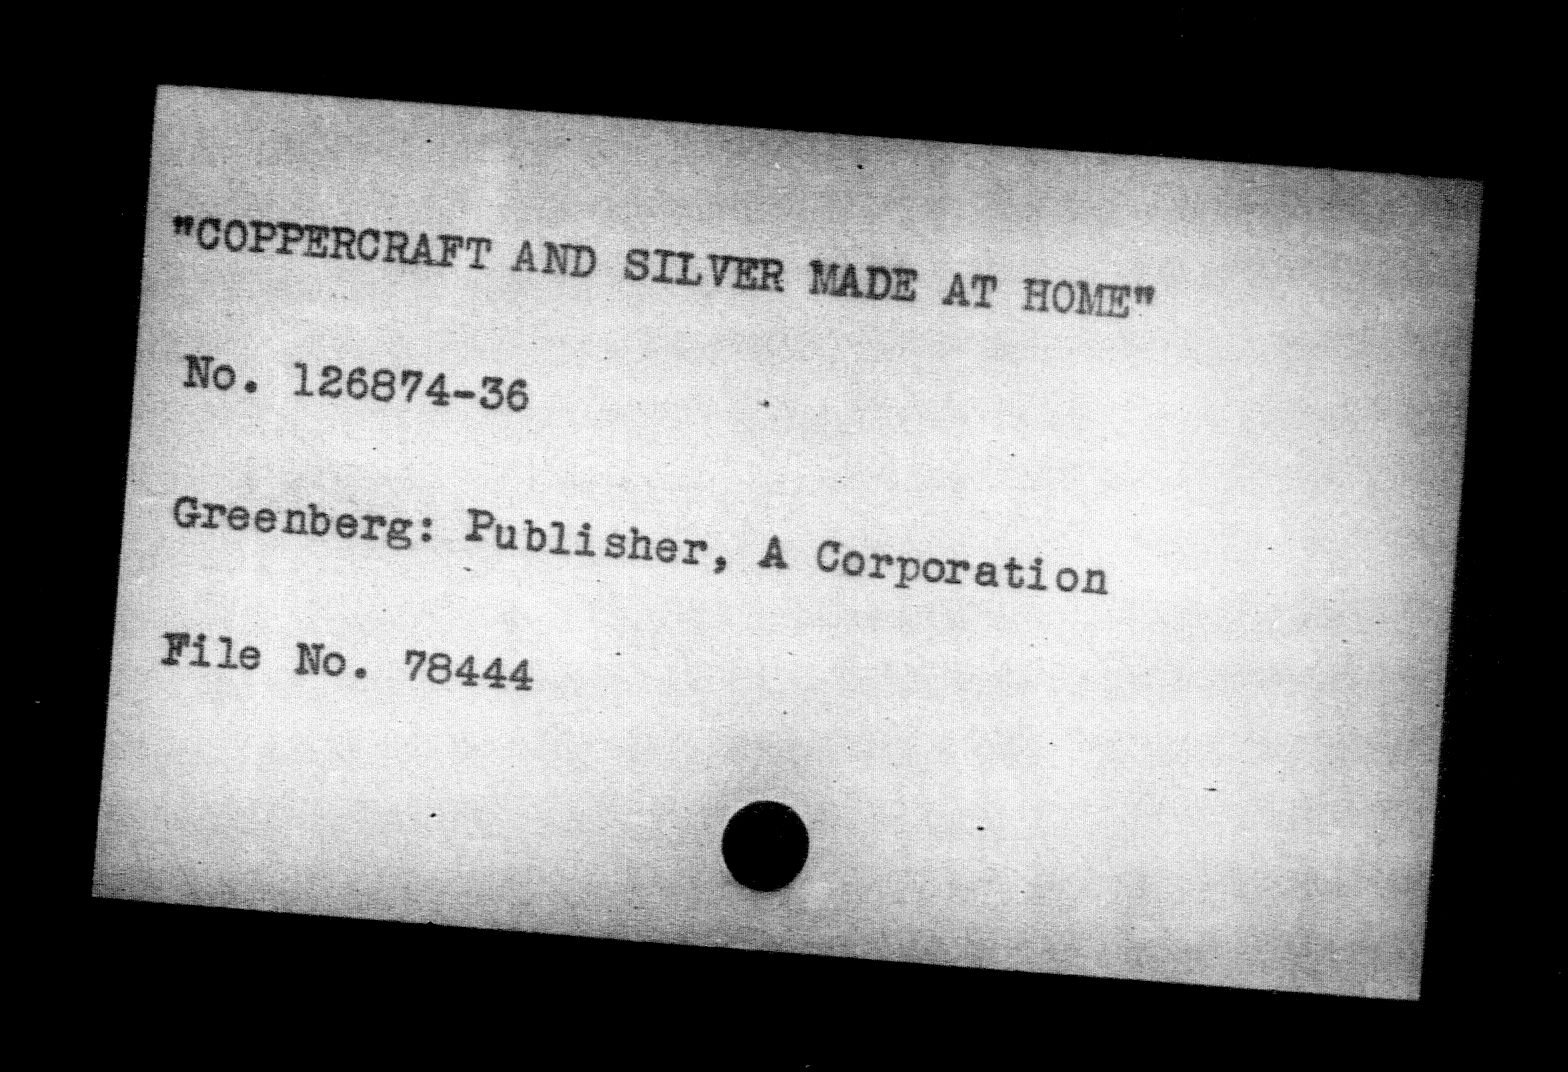 "COPPERCRAFT AND SILVER MADE AT HOME"
No. 126874-36
Greenberg: Publisher, A Corporation
File No. 78444